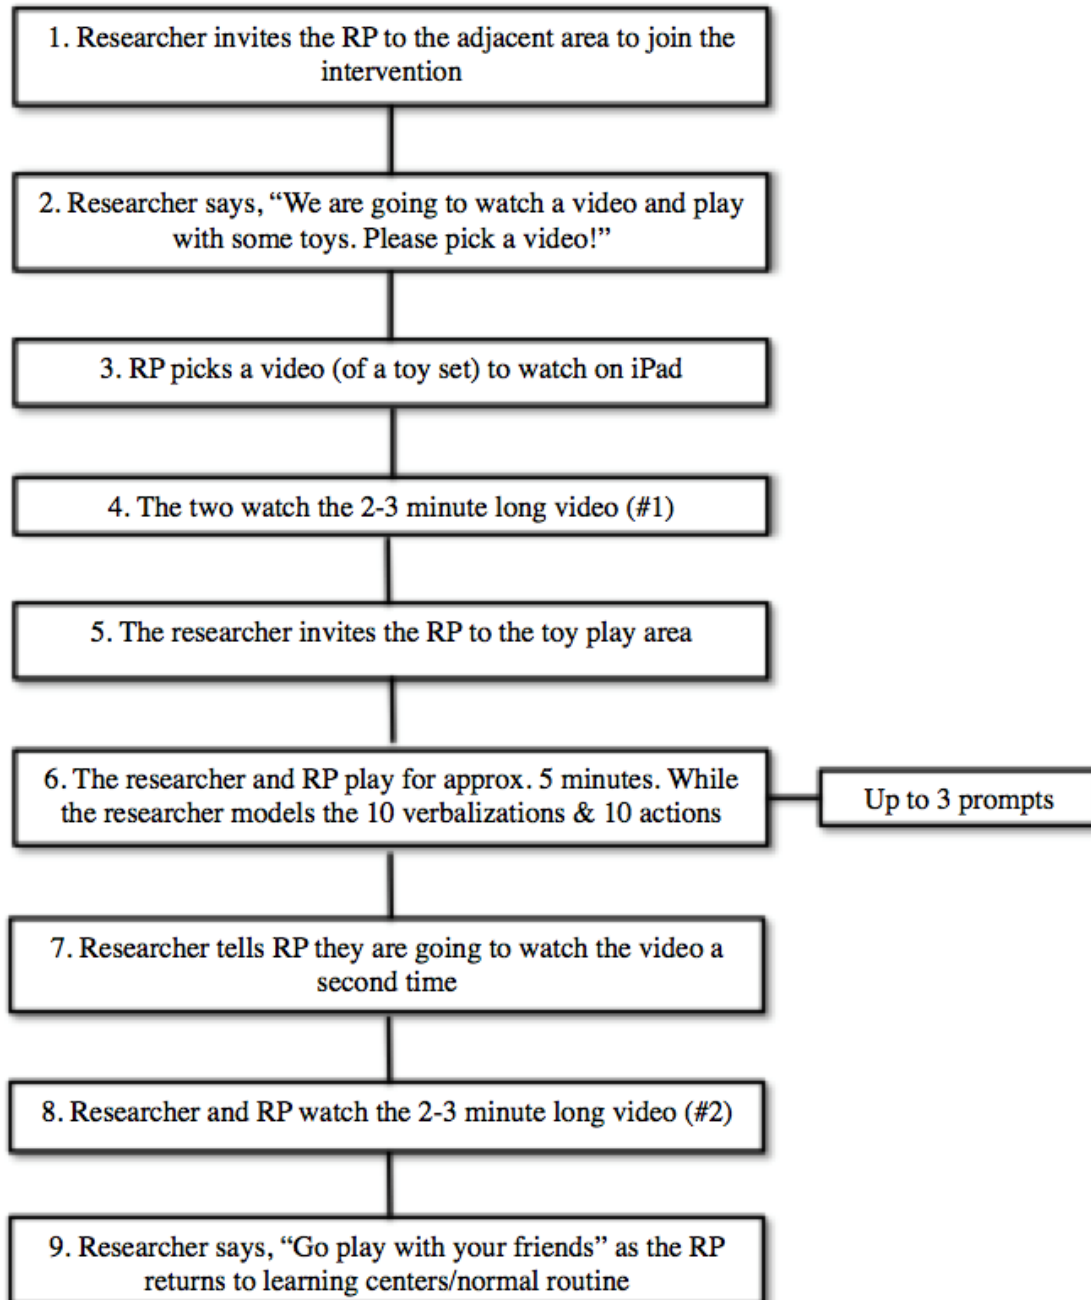 1. Researcher invites the RP to the adjacent area to join the
intervention
2. Researcher says, “We are going to watch a video and play
with some toys. Please pick a video!”
3. RP picks a video (of a toy set) to watch on iPad
4. The two watch the 2-3 minute long video (#1)
5. The researcher invites the RP to the toy play area
6. The researcher and RP play for approx. 5 minutes. While
the researcher models the 10 verbalizations & 10 actions
Up to 3 prompts
7. Researcher tells RP they are going to watch the video a
second time
8. Researcher and RP watch the 2-3 minute long video (#2)
9. Researcher says, “Go play with your friends” as the RP
returns to learning centers/normal routine